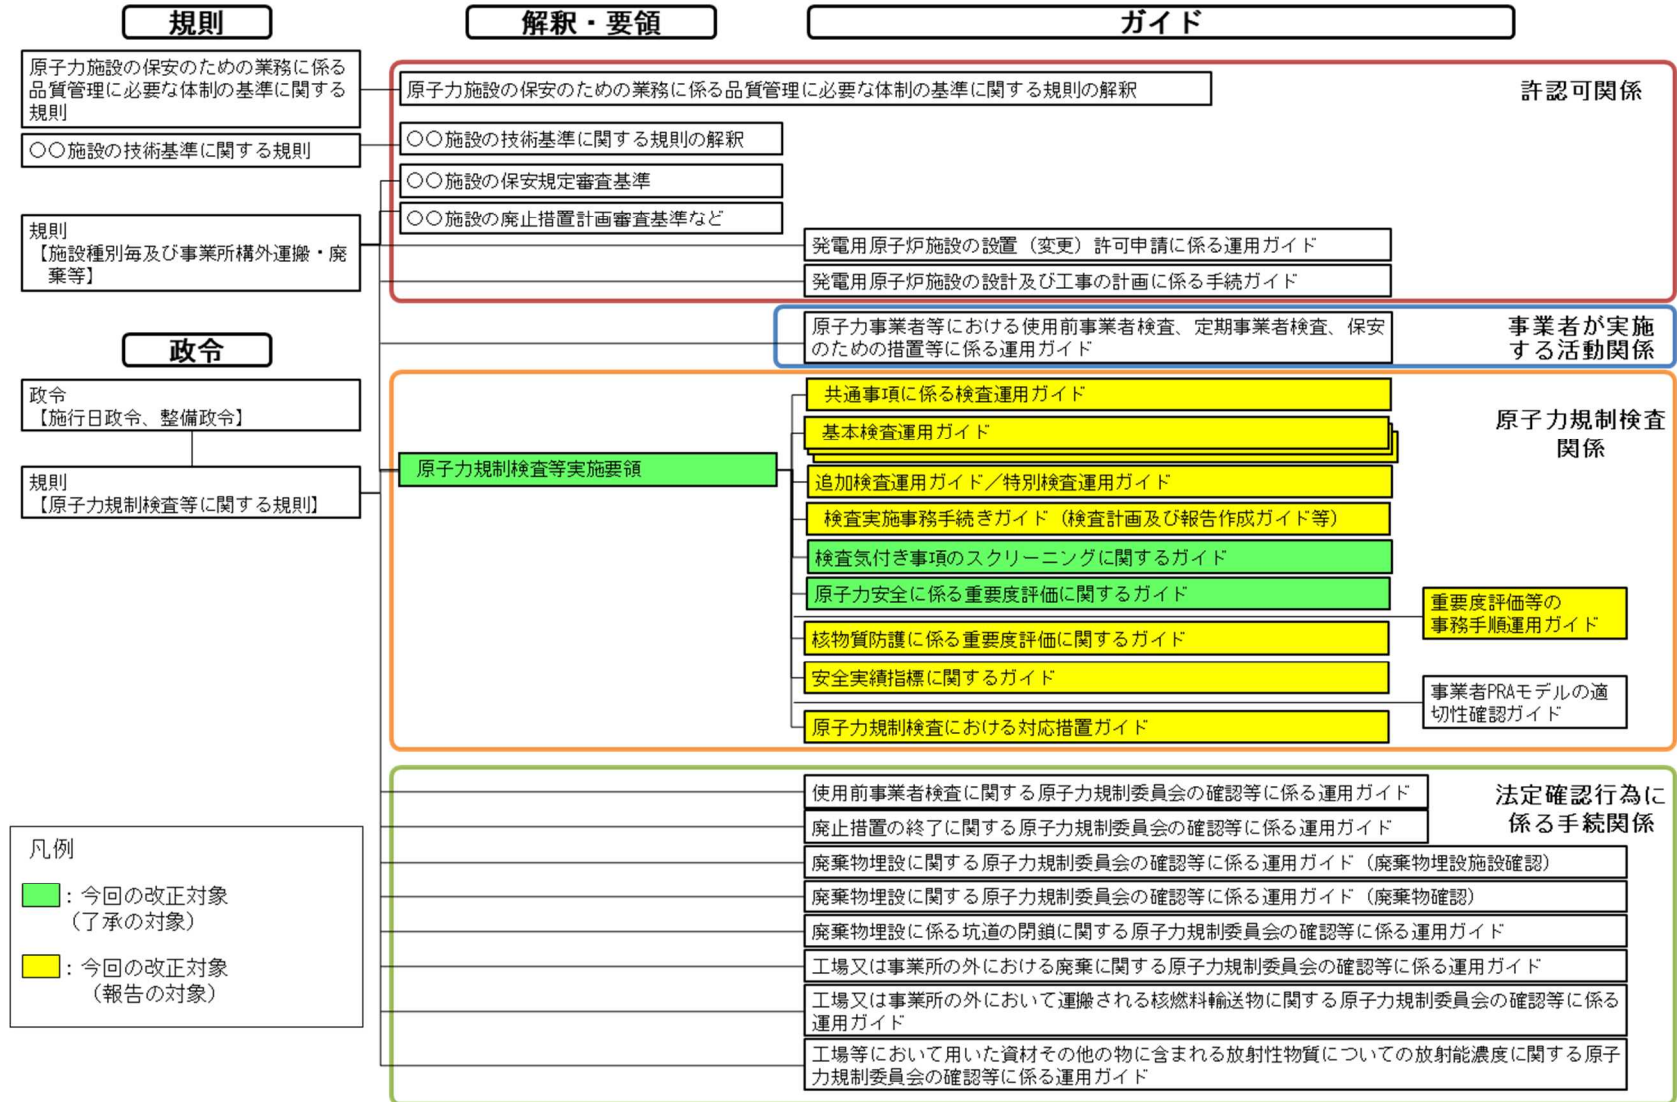 規則
解釈・要領
ガイド
原子力施設の保安のための業務に係る
品質管理に必要な体制の基準に関する
規則
原子力施設の保安のための業務に係る品質管理に必要な体制の基準に関する規則の解釈
許認可関係
〇〇施設の技術基準に関する規則
〇〇施設の技術基準に関する規則の解釈
〇〇施設の保安規定審査基準
〇〇施設の廃止措置計画審査基準など
規則
【施設種別毎及び事業所構外運搬・廃
棄等】
発電用原子炉施設の設置（変更）許可申請に係る運用ガイド
発電用原子炉施設の設計及び工事の計画に係る手続ガイド
原子力事業者等における使用前事業者検査、定期事業者検査、保安
のための措置等に係る運用ガイド
事業者が実施
する活動関係
政令
政令
【施行日政令、整備政令】
規則
【原子力規制検査等に関する規則】
原子力規制検査等実施要領
共通事項に係る検査運用ガイド
基本検査運用ガイド
追加検査運用ガイド／特別検査運用ガイド
検査実施事務手続きガイド（検査計画及び報告作成ガイド等）
検査気付き事項のスクリーニングに関するガイド
原子力安全に係る重要度評価に関するガイド
核物質防護に係る重要度評価に関するガイド
安全実績指標に関するガイド
原子力規制検査における対応措置ガイド
原子力規制検査
関係
重要度評価等の
事務手順運用ガイド
事業者PRAモデルの適
切性確認ガイド
使用前事業者検査に関する原子力規制委員会の確認等に係る運用ガイド
廃止措置の終了に関する原子力規制委員会の確認等に係る運用ガイド
廃棄物埋設に関する原子力規制委員会の確認等に係る運用ガイド（廃棄物埋設施設確認）
廃棄物埋設に関する原子力規制委員会の確認等に係る運用ガイド（廃棄物確認）
廃棄物埋設に係る坑道の閉鎖に関する原子力規制委員会の確認等に係る運用ガイド
工場又は事業所の外における廃棄に関する原子力規制委員会の確認等に係る運用ガイド
工場又は事業所の外において運搬される核燃料輸送物に関する原子力規制委員会の確認等に係る
運用ガイド
工場等において用いた資材その他の物に含まれる放射性物質についての放射能濃度に関する原子
力規制委員会の確認等に係る運用ガイド
法定確認行為に
係る手続関係
凡例
：今回の改正対象
（了承の対象）
：今回の改正対象
（報告の対象）